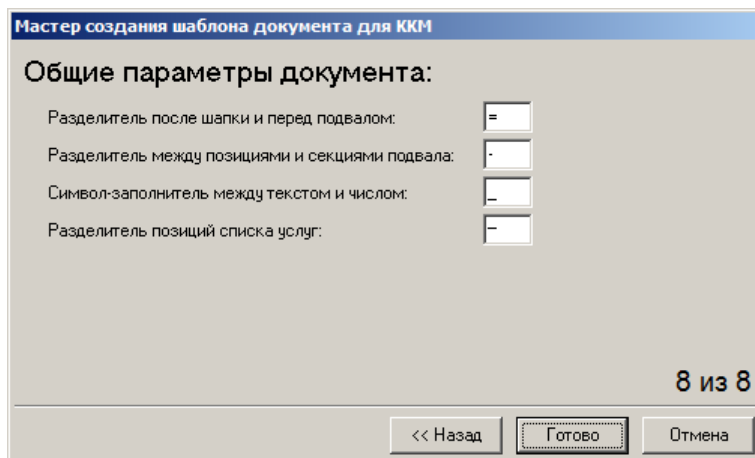 Мастер создания шаблона документа для ККМ
Общие параметры документа:
Разделитель после шапки и перед подвалом: =
Разделитель между позициями и секциями подвала: -
Символ-заполнитель между текстом и числом: _
Разделитель позиций списка услуг: –
8 из 8
<< Назад Готово Отмена